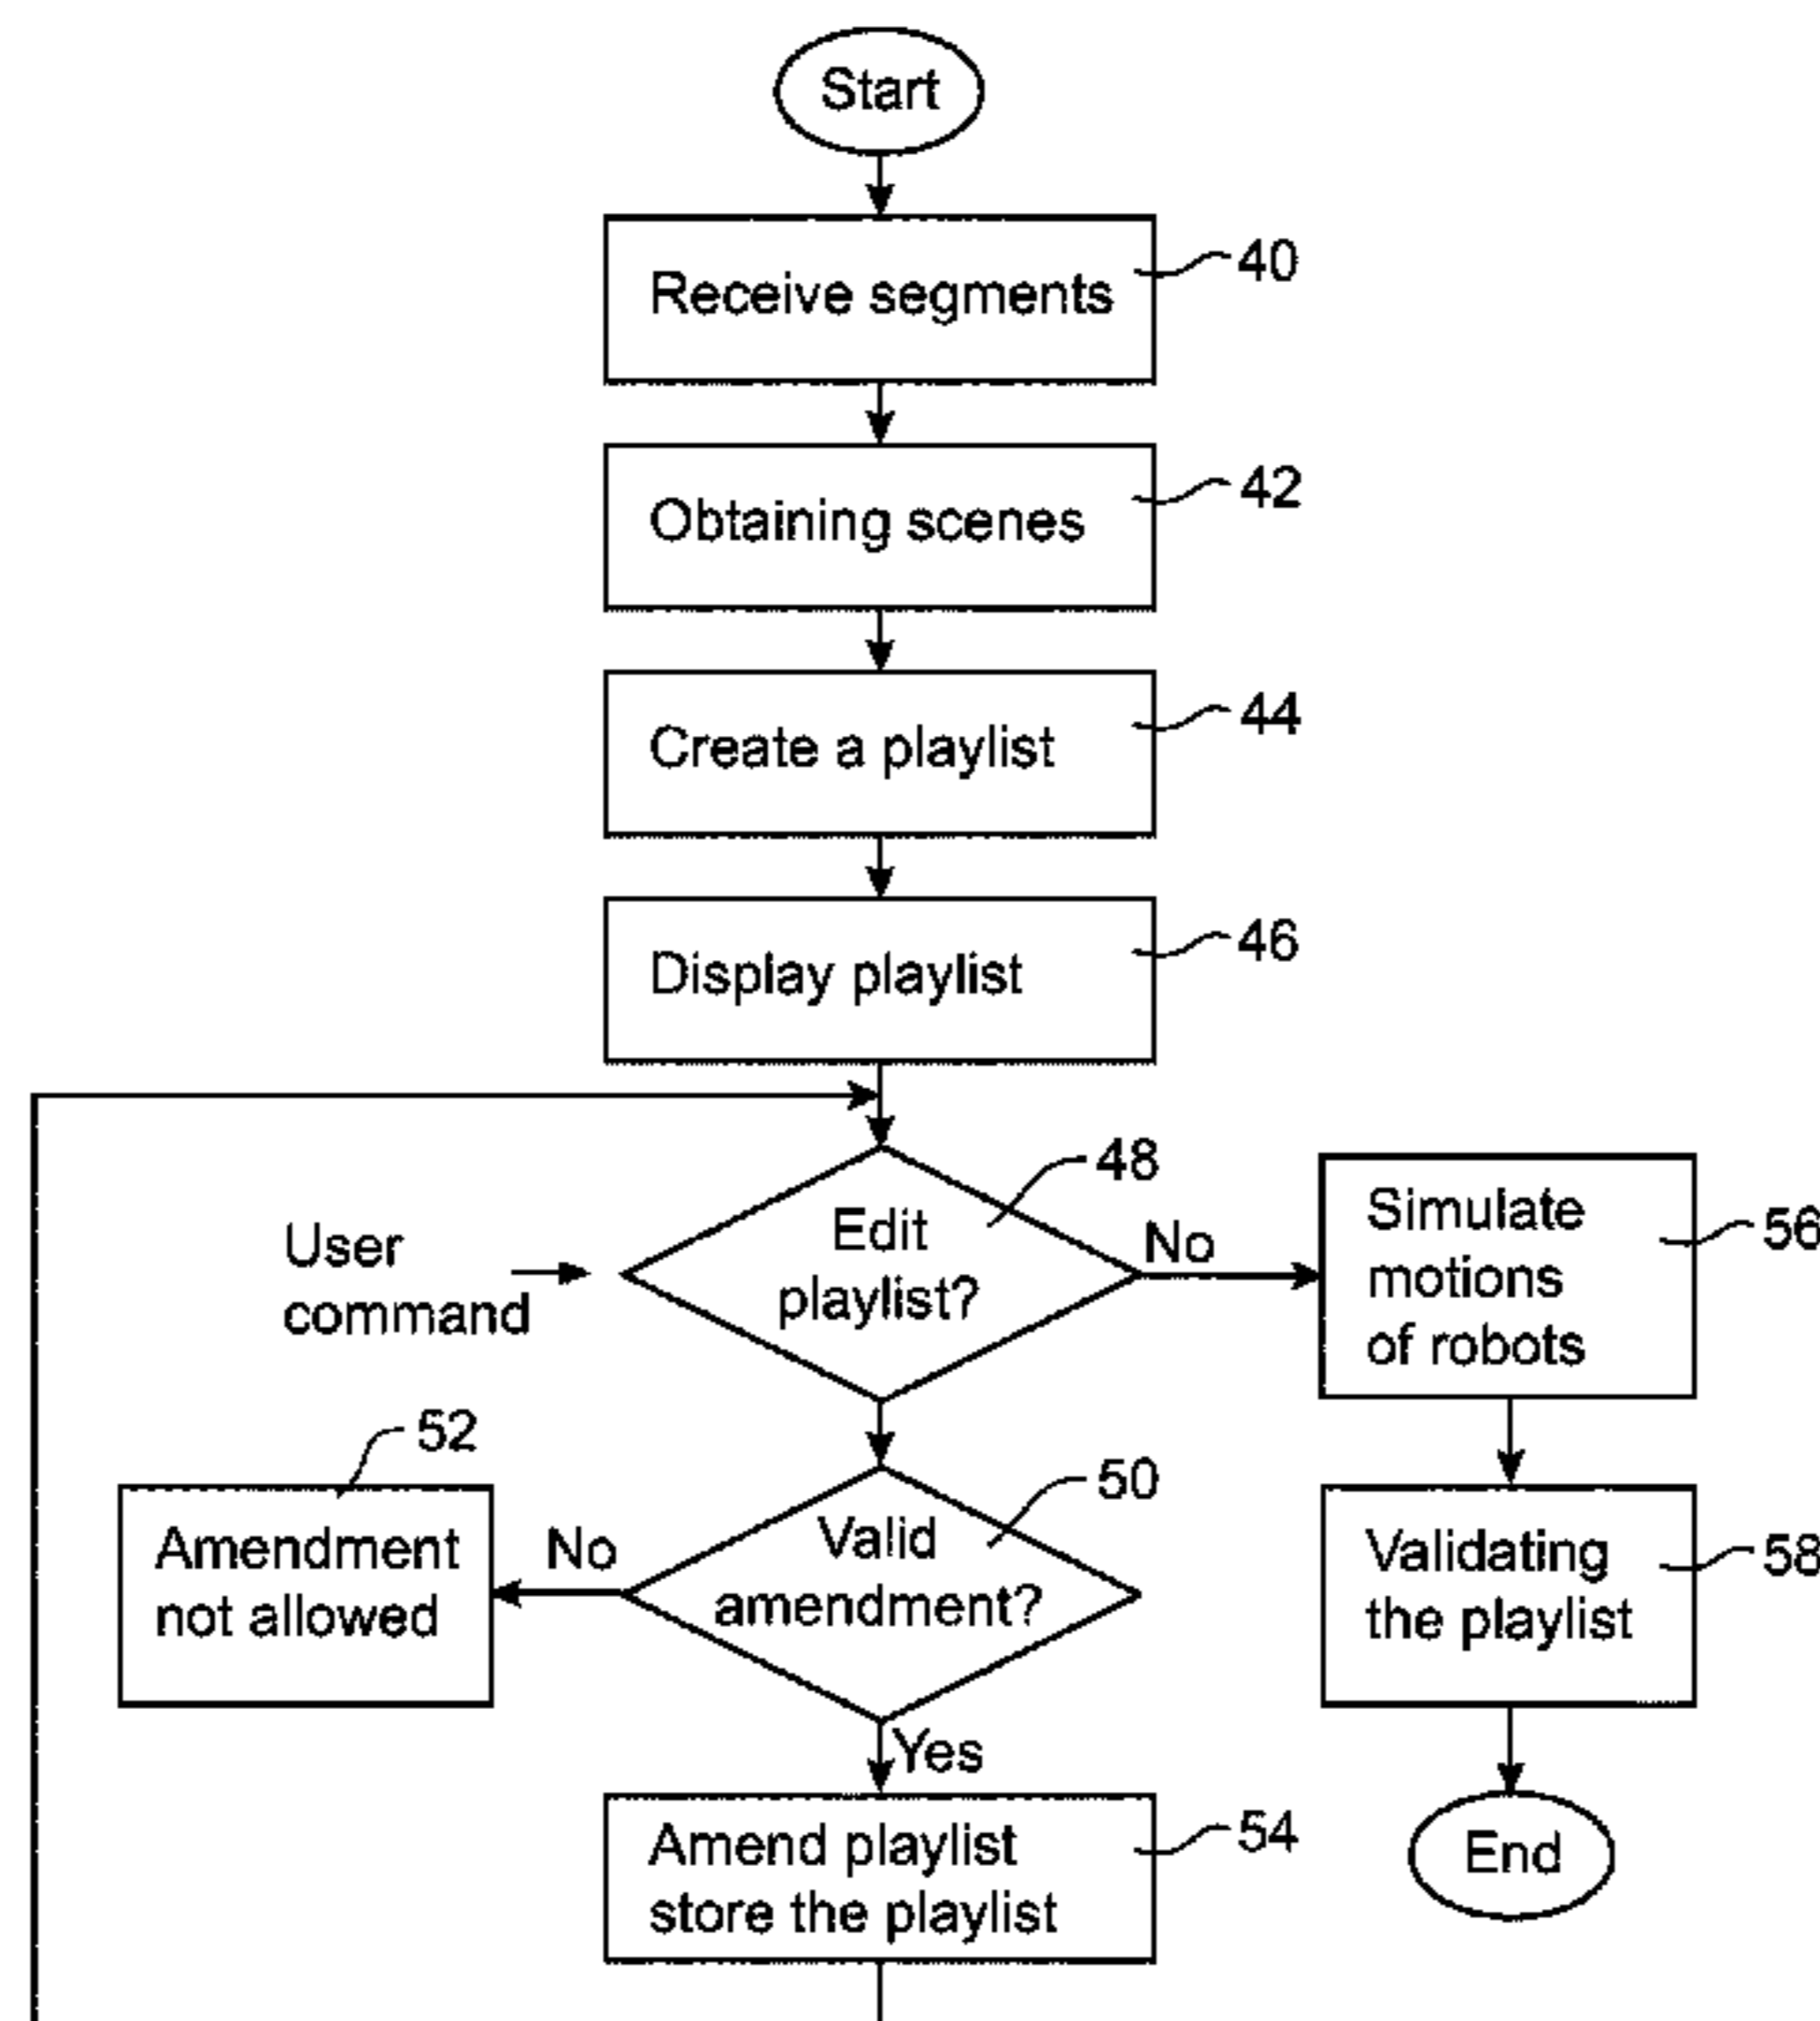 Start
Receive segments
40
Obtaining scenes
42
Create a playlist
44
Display playlist
46
48
User
command
Edit
playlist?
No
Simulate
motions
of robots
56
52
50
Amendment
not allowed
No
Valid
amendment?
Validating
the playlist
58
Yes
Amend playlist
store the playlist
54
End